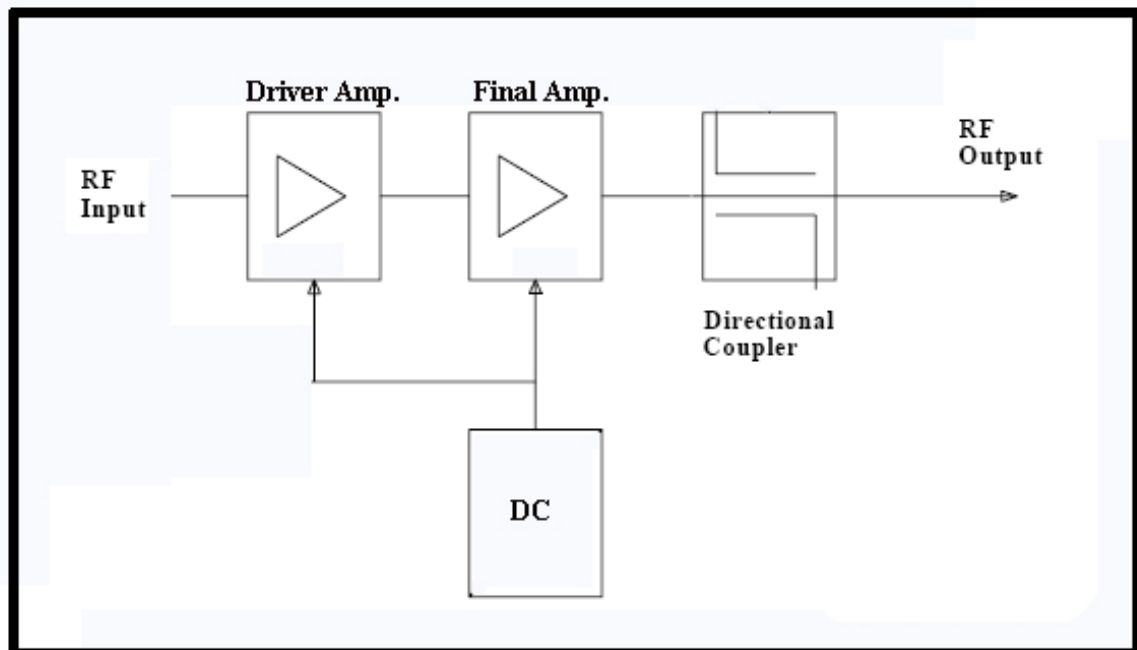 Driver Amp.
Final Amp.
RF
Input
RF
Output
Directional
Coupler
DC